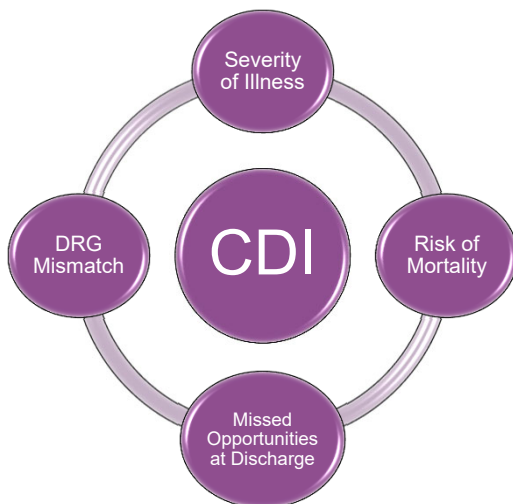 Severity
of Illness
DRG
Mismatch
CDI
Risk of
Mortality
Missed
Opportunities
at Discharge